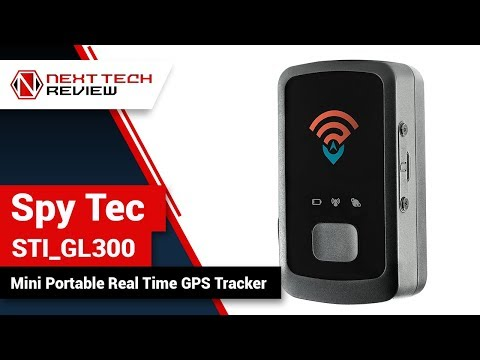 NEXT TECH
REVIEW
Spy Tec
STI_GL300
Mini Portable Real Time GPS Tracker